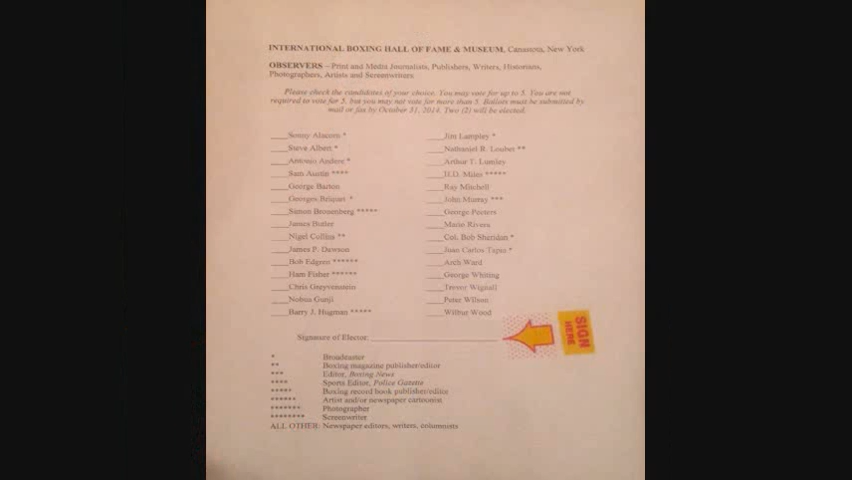 INTERNATIONAL BOXING HALL OF FAME & MUSEUM, Canastota, New York
OBSERVERS – Print and Media Journalists, Publishers, Writers, Historians,
Photographers, Artists and Screenwriters
Please check the candidates of your choice. You may vote for up to 5. You are not
required to vote for 5, but you may not vote for more than 5. Ballots must be submitted by
mail or fax by October 31, 2014. Two (2) will be elected.
____Sonny Alacorn *
____Steve Albert *
____Antonio Andere *
____Sam Austin ****
____George Barton
____Georges Briquet *
____Simon Bronenberg *****
____James Butler
____Nigel Collins **
____James P. Dawson
____Bob Edgren ******
____Ham Fisher ******
____Chris Greyvenstein
____Nobuo Gunji
____Barry J. Hugman *****
____Jim Lampley *
____Nathaniel R. Loubet **
____Arthur T. Lumley
____H.D. Miles *****
____Ray Mitchell
____John Murray ***
____George Peeters
____Mario Rivera
____Col. Bob Sheridan *
____Juan Carlos Tapia *
____Arch Ward
____George Whiting
____Trevor Wignall
____Peter Wilson
____Wilbur Wood
Signature of Elector: ____________________
SIGN
HERE
* Broadcaster
** Boxing magazine publisher/editor
*** Editor, Boxing News
**** Sports Editor, Police Gazette
***** Boxing record book publisher/editor
****** Artist and/or newspaper cartoonist
******* Photographer
******** Screenwriter
ALL OTHER: Newspaper editors, writers, columnists